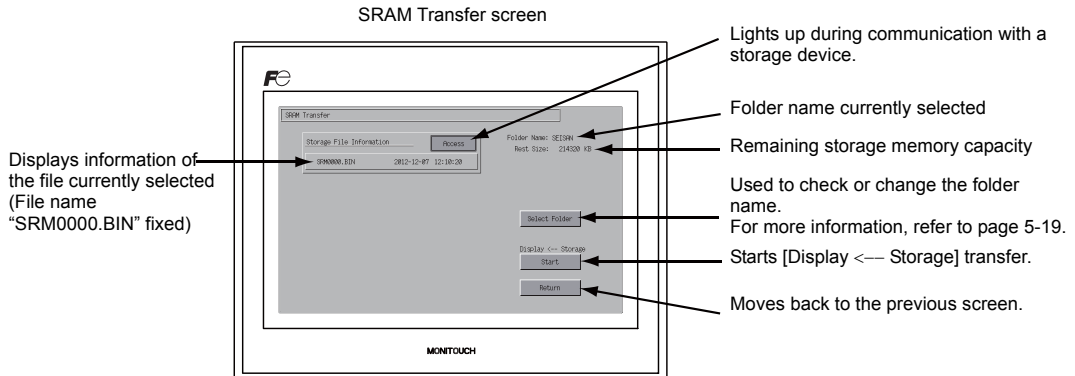 SRAM Transfer screen
Fe
SRAM Transfer
Storage File Information
Access
SRM0000.BIN 2012-12-07 12:10:20
Folder Name: SEISAN
Rest Size: 214320 KB
Select Folder
Display <-- Storage
Start
Return
MONITOUCH
Displays information of
the file currently selected
(File name
“SRM0000.BIN” fixed)
Lights up during communication with a
storage device.
Folder name currently selected
Remaining storage memory capacity
Used to check or change the folder
name.
For more information, refer to page 5-19.
Starts [Display <−− Storage] transfer.
Moves back to the previous screen.